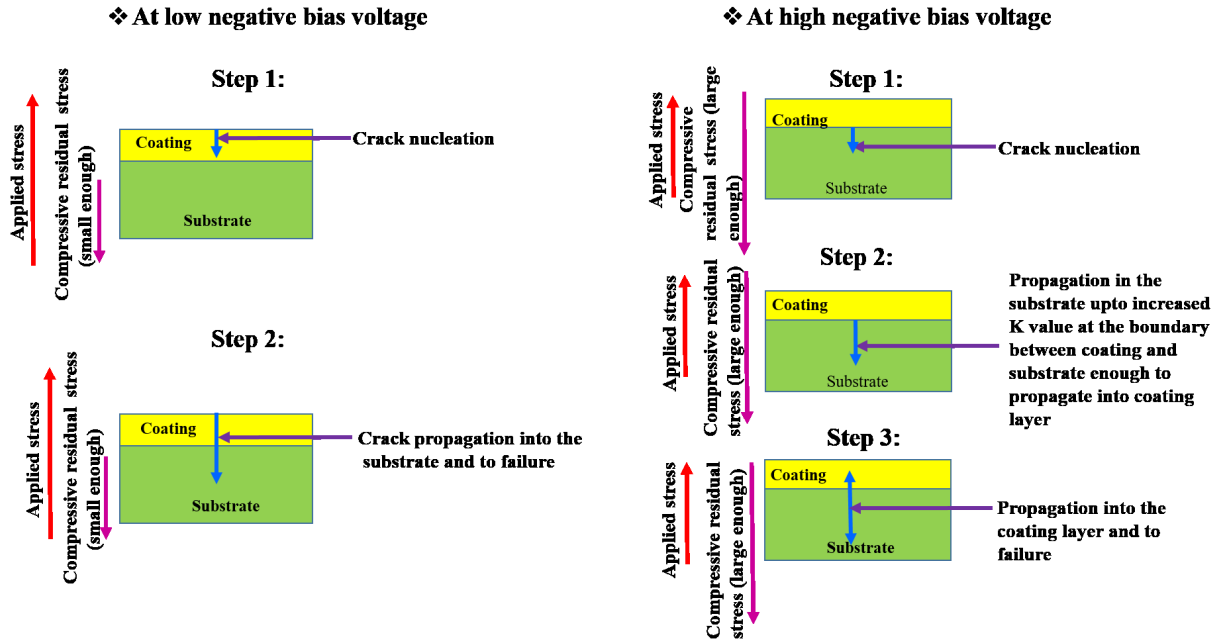 ❖ At low negative bias voltage
Step 1:
Applied stress
Compressive residual stress
(small enough)
Coating
Substrate
Crack nucleation
Step 2:
Applied stress
Compressive residual stress
(small enough)
Coating
Substrate
Crack propagation into the
substrate and to failure
❖ At high negative bias voltage
Step 1:
Applied stress
Compressive
residual stress (large
enough)
Coating
Substrate
Crack nucleation
Step 2:
Applied stress
Compressive residual
stress (large enough)
Coating
Substrate
Propagation in the
substrate upto increased
K value at the boundary
between coating and
substrate enough to
propagate into coating
layer
Step 3:
Applied stress
Compressive residual
stress (large enough)
Coating
Substrate
Propagation into the
coating layer and to
failure